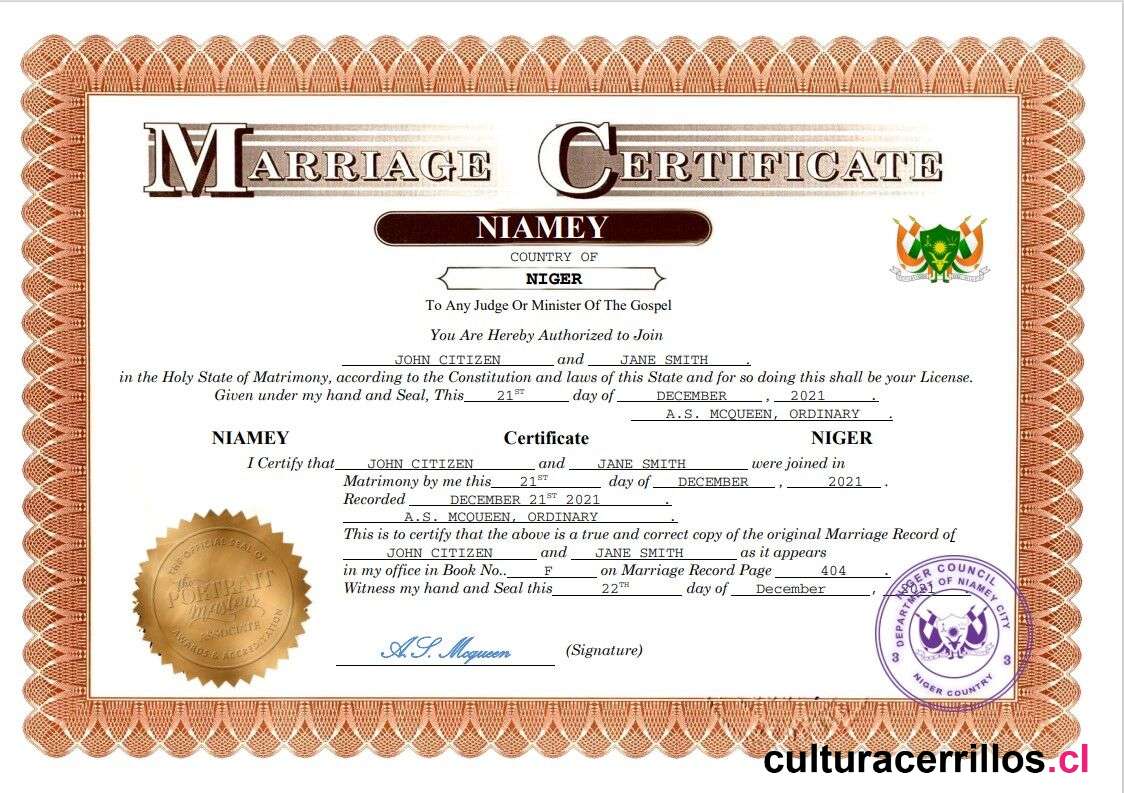 MARRIAGE CERTIFICATE
NIAMEY
COUNTRY OF
NIGER
To Any Judge Or Minister Of The Gospel
You Are Hereby Authorized to Join
JOHN CITIZEN and JANE SMITH .
in the Holy State of Matrimony, according to the Constitution and laws of this State and for so doing this shall be your License.
Given under my hand and Seal, This 21ST day of DECEMBER , 2021 .
A.S. MCQUEEN, ORDINARY .
NIAMEY Certificate NIGER
I Certify that JOHN CITIZEN and JANE SMITH were joined in
Matrimony by me this 21ST day of DECEMBER , 2021 .
Recorded DECEMBER 21ST 2021 .
A.S. MCQUEEN, ORDINARY .
This is to certify that the above is a true and correct copy of the original Marriage Record of
JOHN CITIZEN and JANE SMITH as it appears
in my office in Book No.. F on Marriage Record Page 404 .
Witness my hand and Seal this 22TH day of December , 2021 .
A.S. Mcqueen (Signature)
THE OFFICIAL SEAL OF
the
PORTRAIT
masters
ASSOCIATE
AWARDS & ACCREDITATION
NIGER COUNCIL
DEPARTMENT OF NIAMEY CITY
3 3
NIGER COUNTRY
culturacerrillos.cl